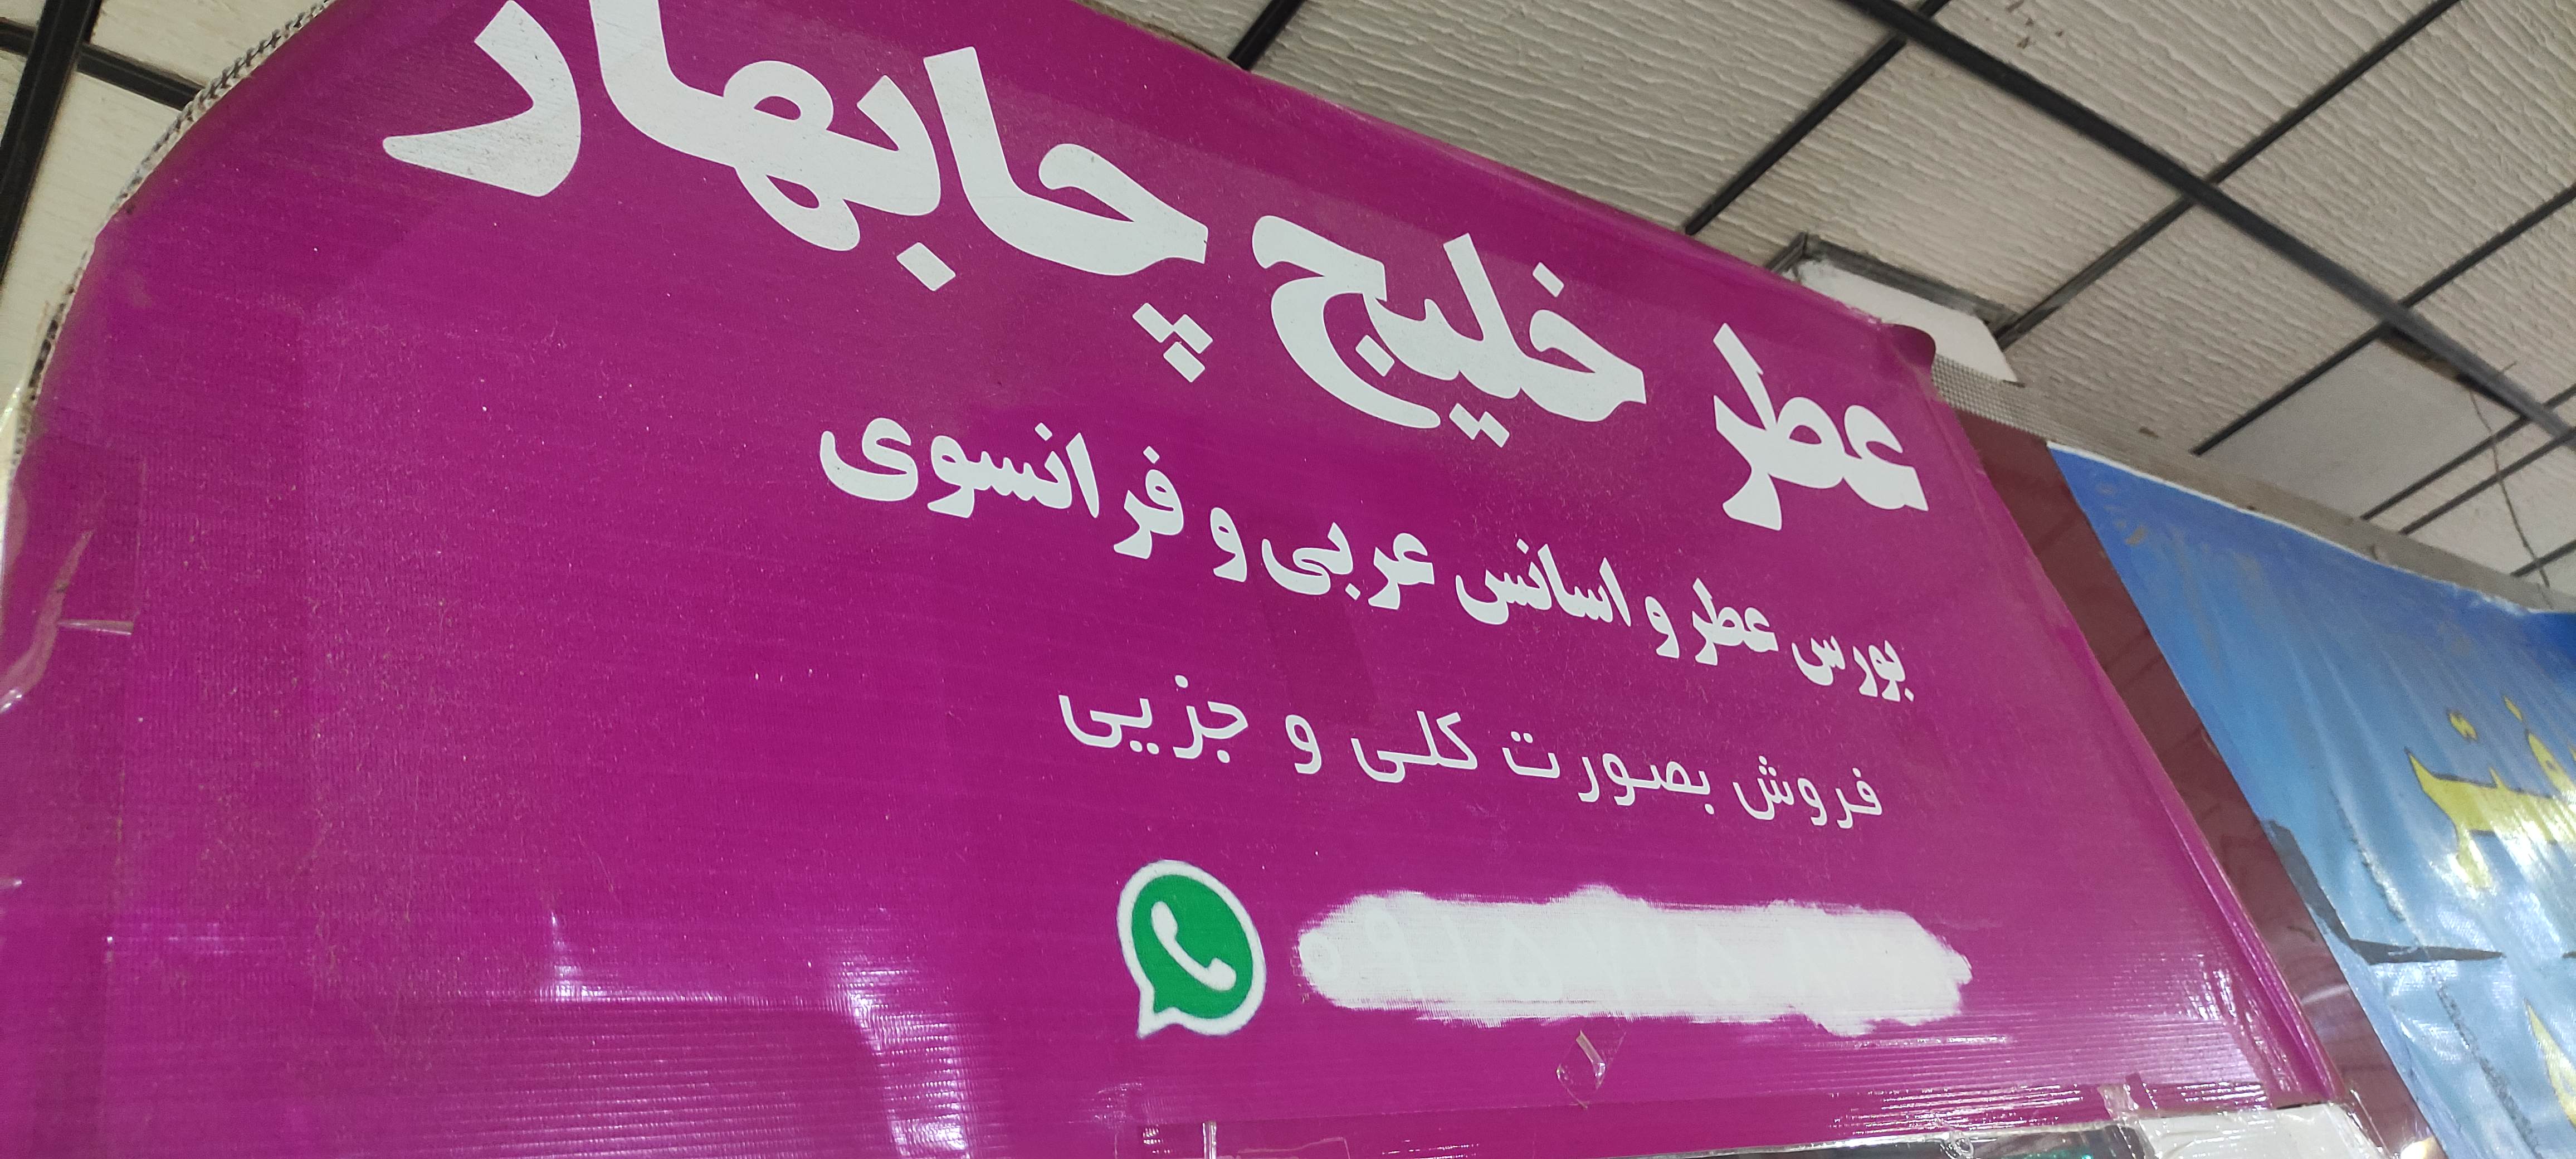 عطر خلیج چابهار
بورس عطر و اسانس عربی و فرانسوی
فروش بصورت کلی و جزیی